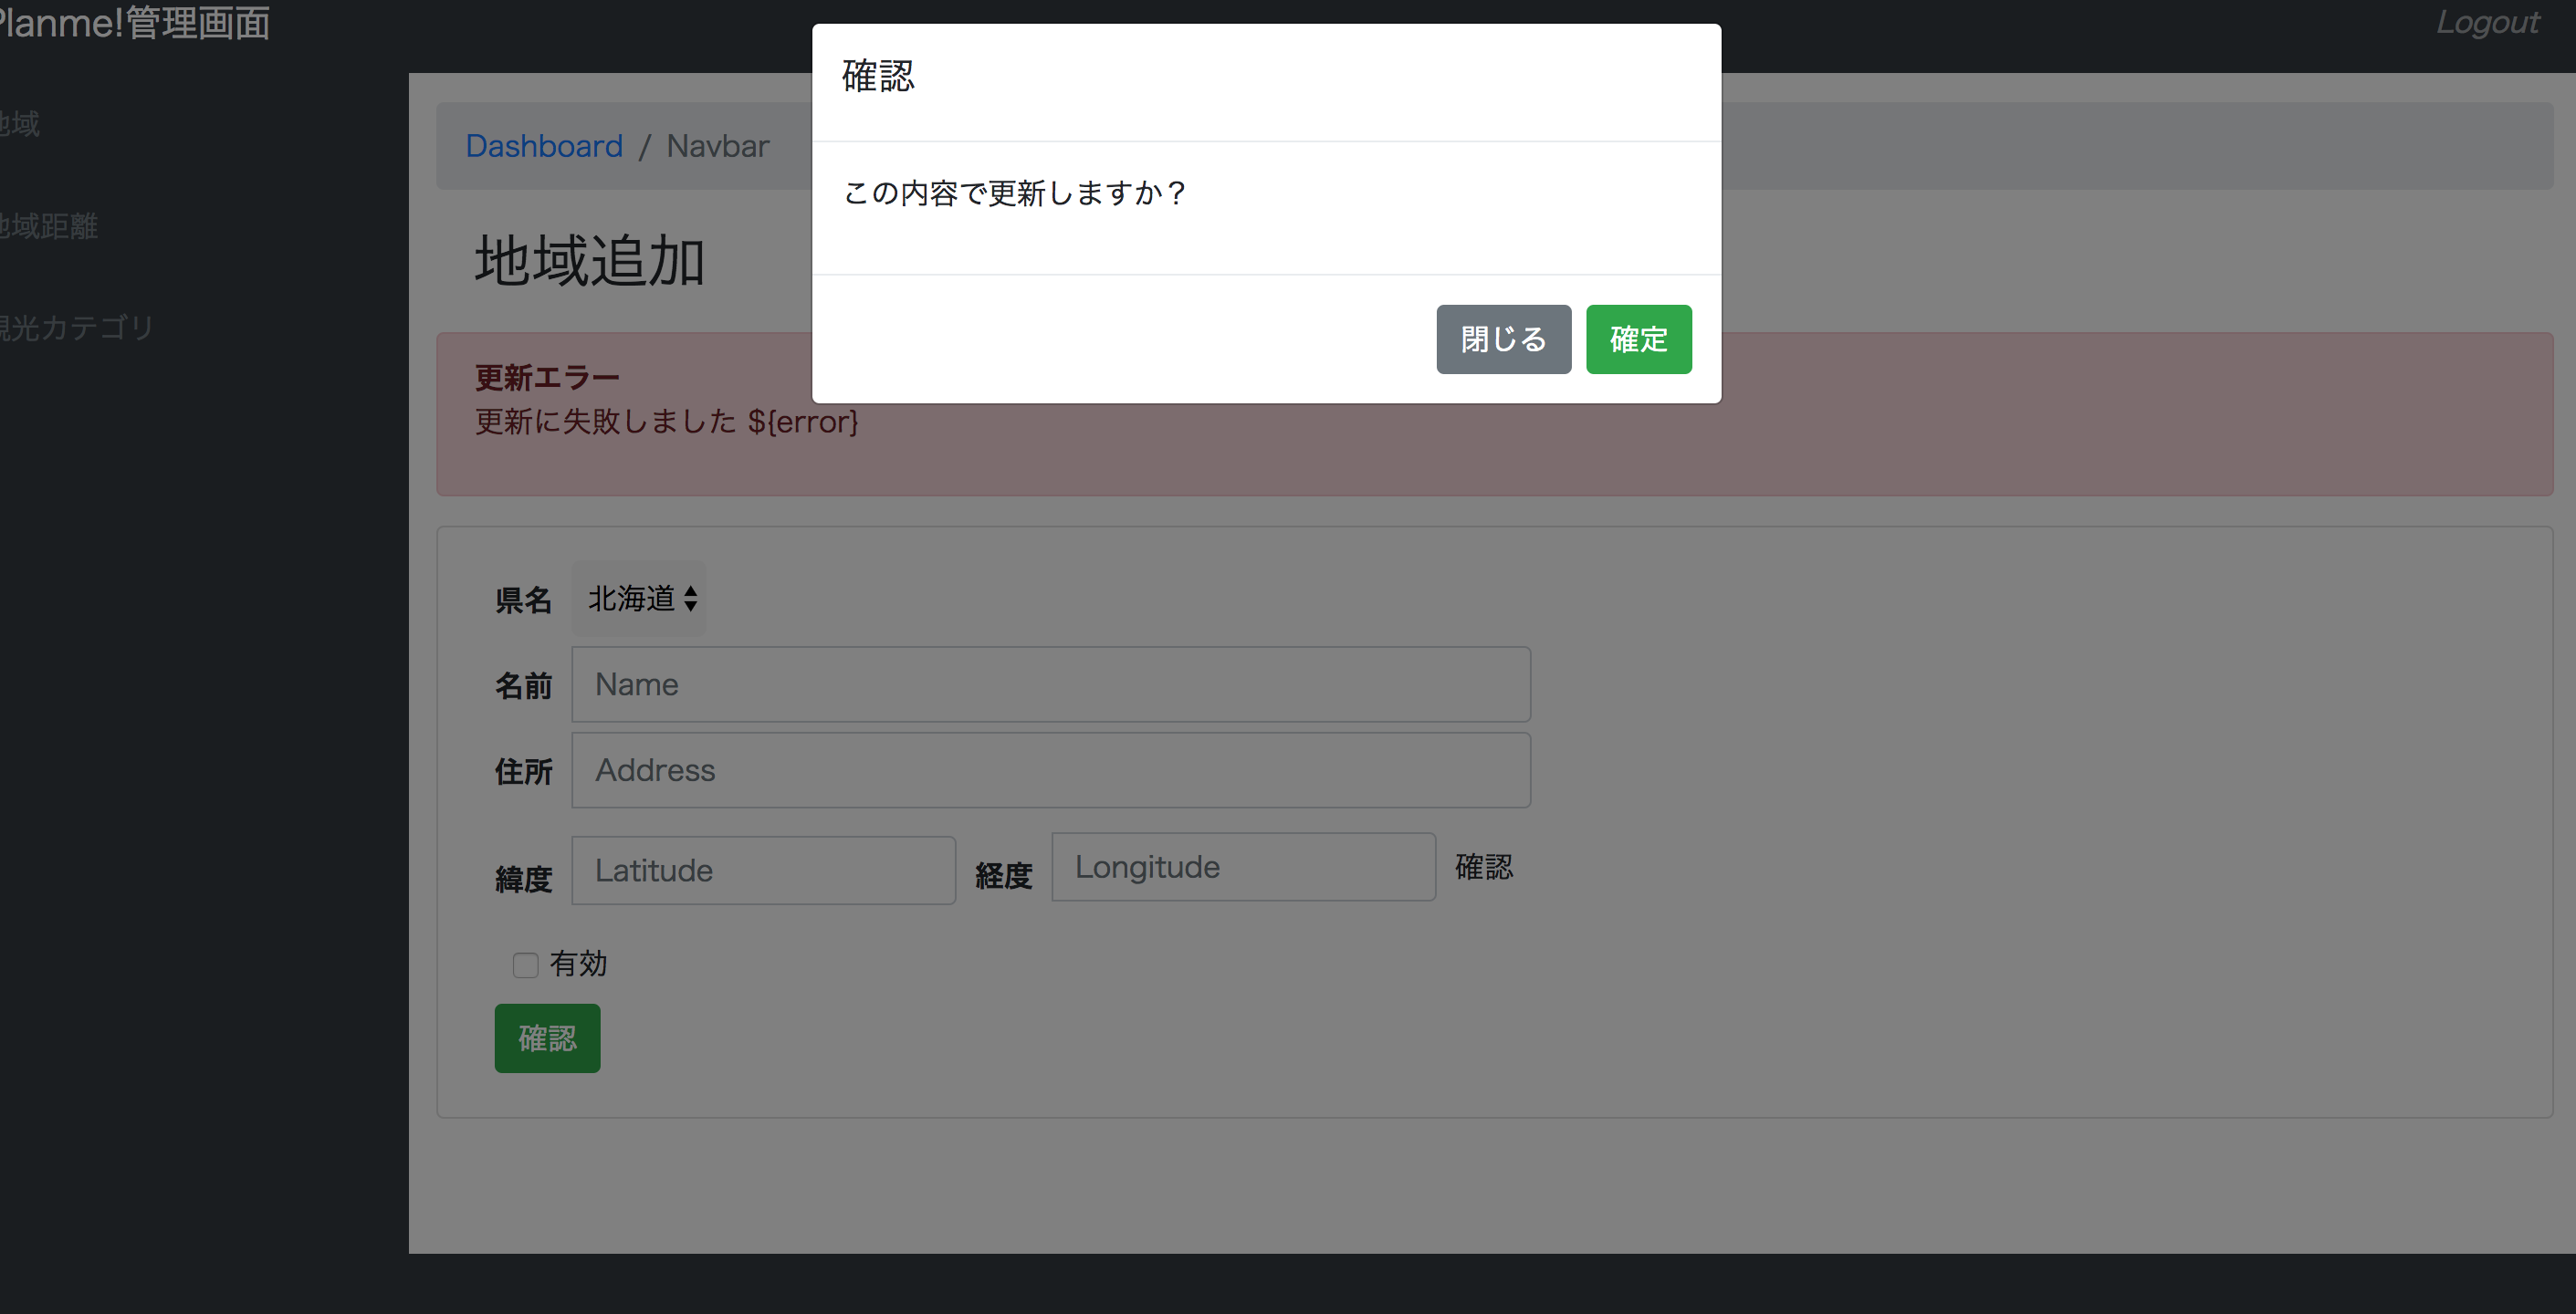 Planme!管理画面
Logout
地域
地域距離
観光カテゴリ
Dashboard / Navbar
地域追加
確認
この内容で更新しますか？
閉じる 確定
更新エラー
更新に失敗しました ${error}
県名 北海道
名前 Name
住所 Address
緯度 Latitude 経度 Longitude 確認
有効
確認